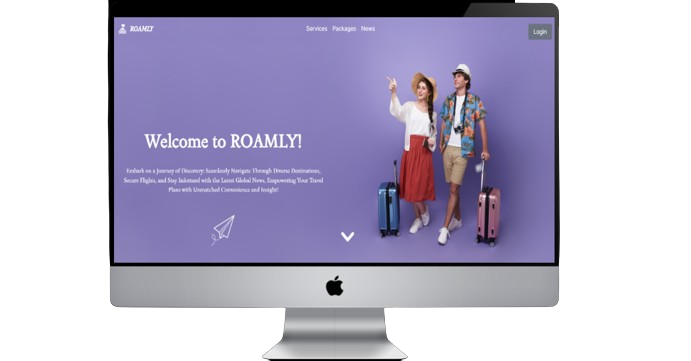 ROAMLY
Services Packages News
Login
Welcome to ROAMLY!
Embark on a Journey of Discovery: Seamlessly Navigate Through Diverse Destinations,
Secure Flights, and Stay Informed with the Latest Global News, Empowering Your Travel
Plans with Unmatched Convenience and Insight!